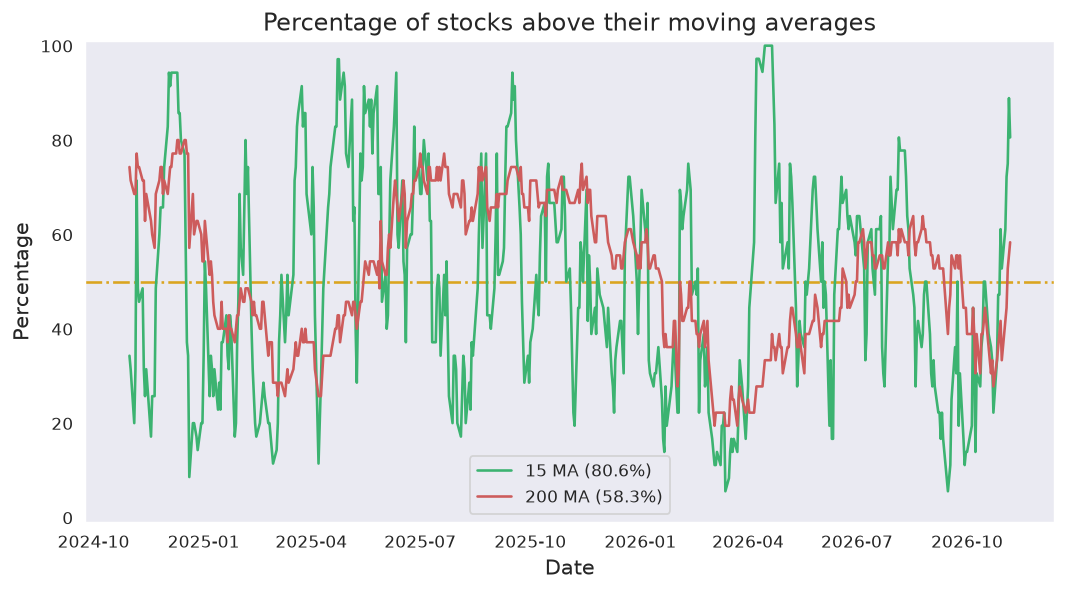 Percentage of stocks above their moving averages
Percentage
100
80
60
40
20
0
15 MA (80.6%)
200 MA (58.3%)
2024-10 2025-01 2025-04 2025-07 2025-10 2026-01 2026-04 2026-07 2026-10
Date